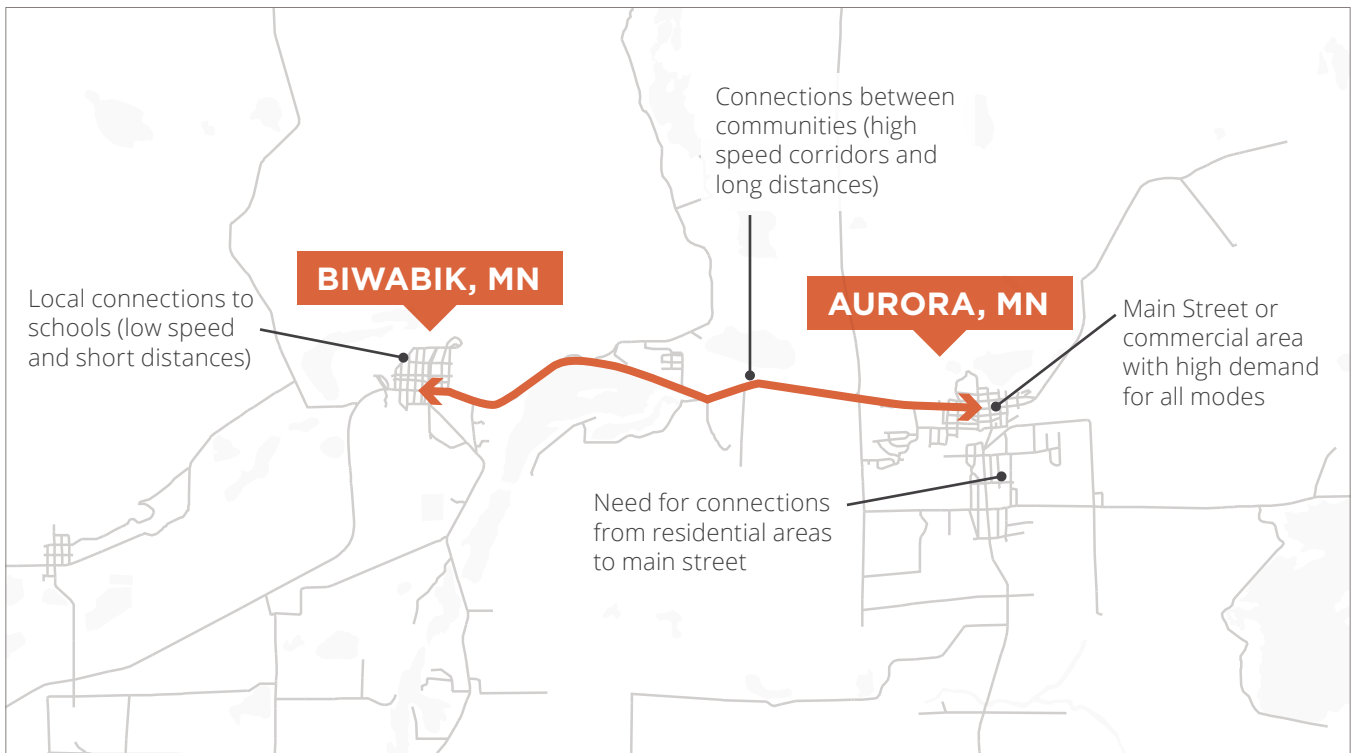 Connections between
communities (high
speed corridors and
long distances)
BIWABIK, MN
AURORA, MN
Local connections to
schools (low speed
and short distances)
Main Street or
commercial area
with high demand
for all modes
Need for connections
from residential areas
to main street